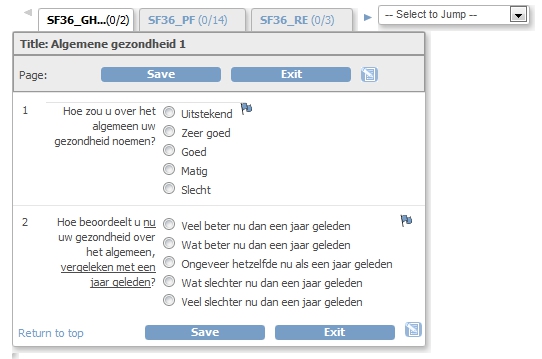 SF36_GH...(0/2) SF36_PF (0/14) SF36_RE (0/3) -- Select to Jump --
Title: Algemene gezondheid 1
Page: Save Exit
1 Hoe zou u over het
algemeen uw
gezondheid noemen?
Uitstekend
Zeer goed
Goed
Matig
Slecht
2 Hoe beoordeelt u nu
uw gezondheid over
het algemeen,
vergeleken met een
jaar geleden?
Veel beter nu dan een jaar geleden
Wat beter nu dan een jaar geleden
Ongeveer hetzelfde nu als een jaar geleden
Wat slechter nu dan een jaar geleden
Veel slechter nu dan een jaar geleden
Return to top Save Exit